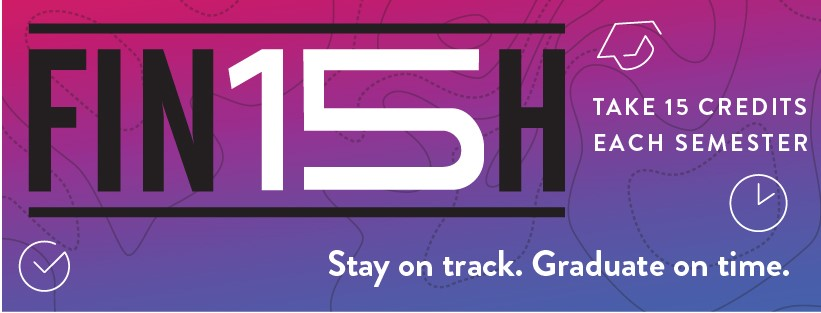 FIN15H
TAKE 15 CREDITS
EACH SEMESTER
Stay on track. Graduate on time.